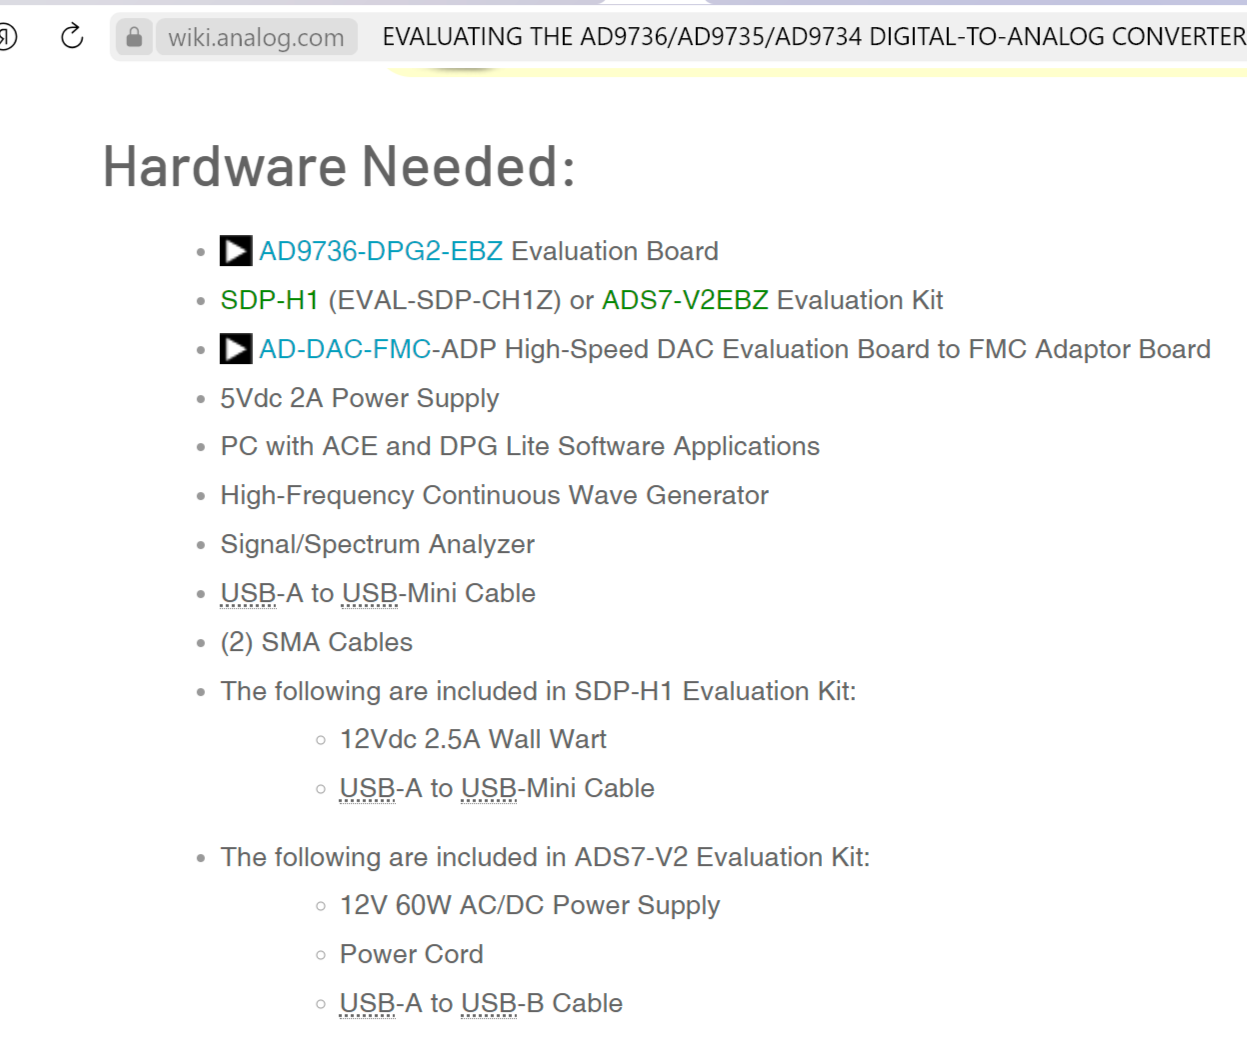 wiki.analog.com EVALUATING THE AD9736/AD9735/AD9734 DIGITAL-TO-ANALOG CONVERTER
Hardware Needed:
AD9736-DPG2-EBZ Evaluation Board
SDP-H1 (EVAL-SDP-CH1Z) or ADS7-V2EBZ Evaluation Kit
AD-DAC-FMC-ADP High-Speed DAC Evaluation Board to FMC Adaptor Board
5Vdc 2A Power Supply
PC with ACE and DPG Lite Software Applications
High-Frequency Continuous Wave Generator
Signal/Spectrum Analyzer
USB-A to USB-Mini Cable
(2) SMA Cables
The following are included in SDP-H1 Evaluation Kit:
12Vdc 2.5A Wall Wart
USB-A to USB-Mini Cable
The following are included in ADS7-V2 Evaluation Kit:
12V 60W AC/DC Power Supply
Power Cord
USB-A to USB-B Cable